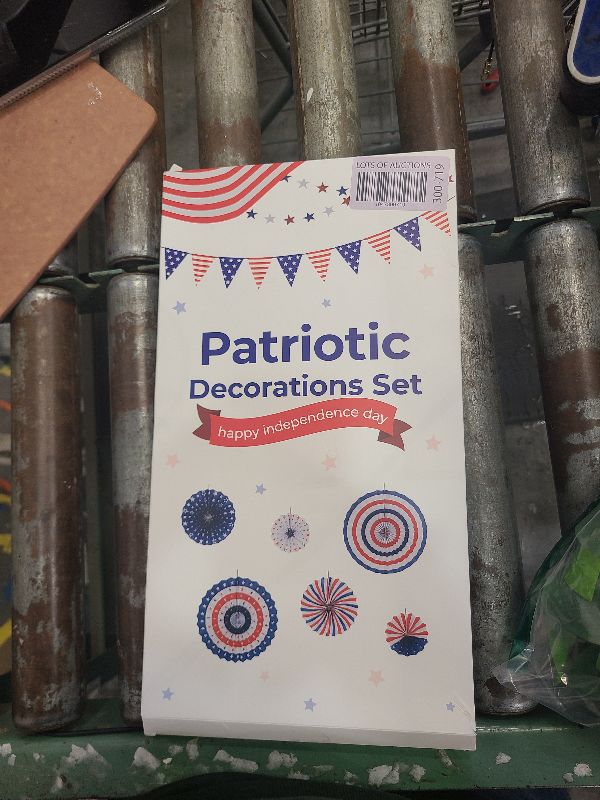 LOTS OF AUCTIONS
300 /19
Patriotic
Decorations Set
happy independence day